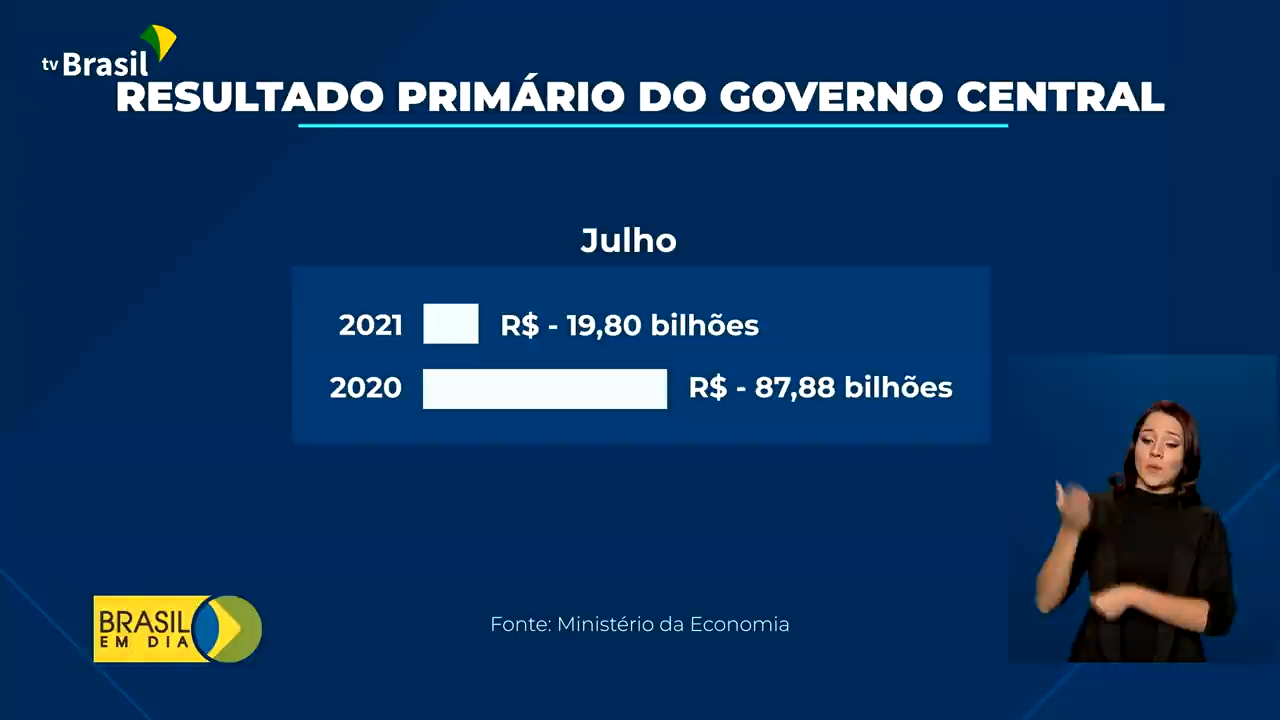 tv Brasil
RESULTADO PRIMÁRIO DO GOVERNO CENTRAL
Julho
2021 R$ - 19,80 bilhões
2020 R$ - 87,88 bilhões
BRASIL
EM DIA
Fonte: Ministério da Economia